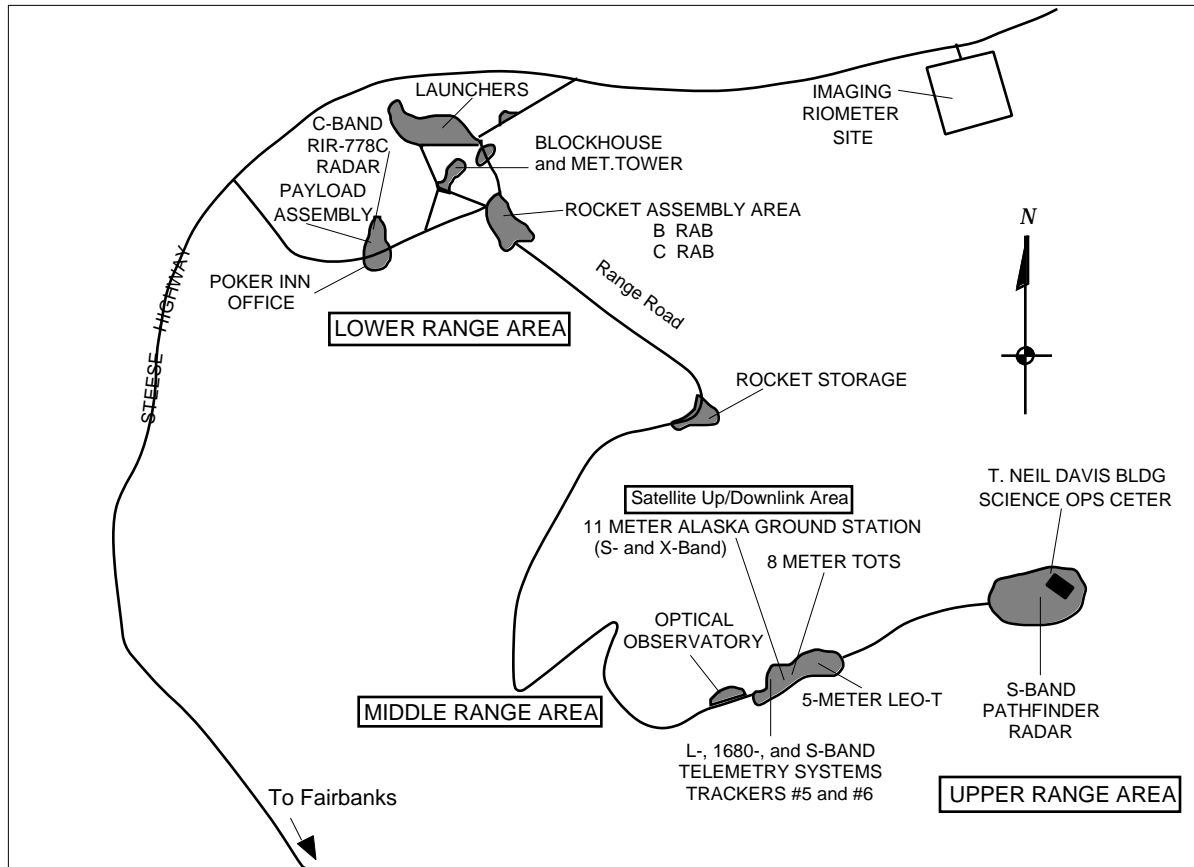 LAUNCHERS
C-BAND
RIR-778C
RADAR
PAYLOAD
ASSEMBLY
POKER INN
OFFICE
BLOCKHOUSE
and MET.TOWER
ROCKET ASSEMBLY AREA
B RAB
C RAB
IMAGING
RIOMETER
SITE
STEESE HIGHWAY
LOWER RANGE AREA
Range Road
N
ROCKET STORAGE
Satellite Up/Downlink Area
11 METER ALASKA GROUND STATION
(S- and X-Band)
8 METER TOTS
T. NEIL DAVIS BLDG
SCIENCE OPS CETER
OPTICAL
OBSERVATORY
5-METER LEO-T
S-BAND
PATHFINDER
RADAR
MIDDLE RANGE AREA
L-, 1680-, and S-BAND
TELEMETRY SYSTEMS
TRACKERS #5 and #6
UPPER RANGE AREA
To Fairbanks